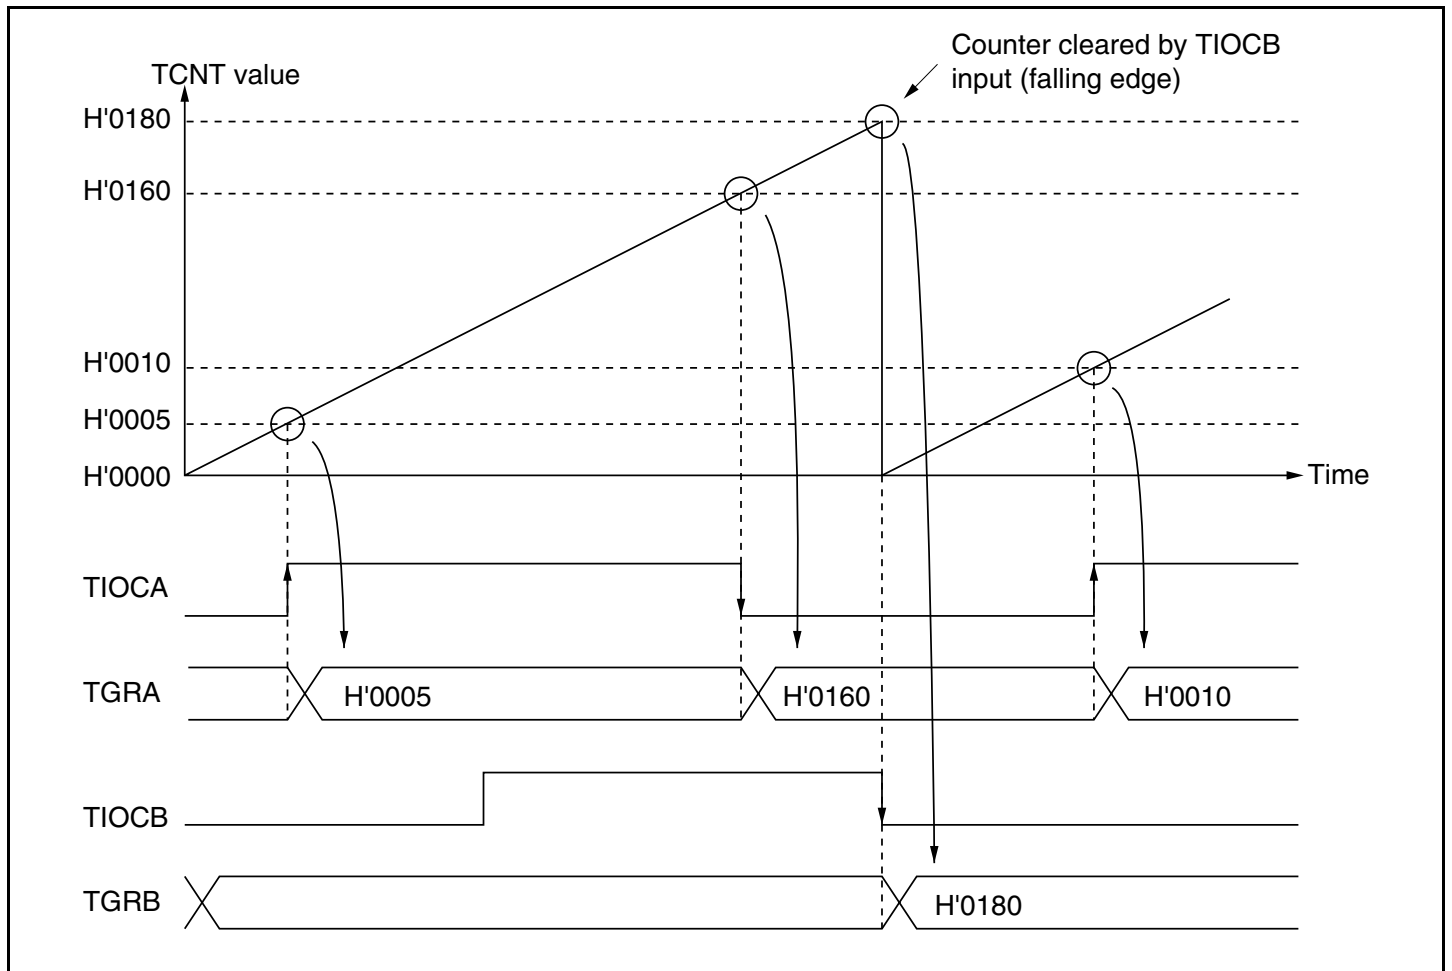 Counter cleared by TIOCB
input (falling edge)
TCNT value
H'0180
H'0160
H'0010
H'0005
H'0000
Time
TIOCA
TGRA
H'0005
H'0160
H'0010
TIOCB
TGRB
H'0180